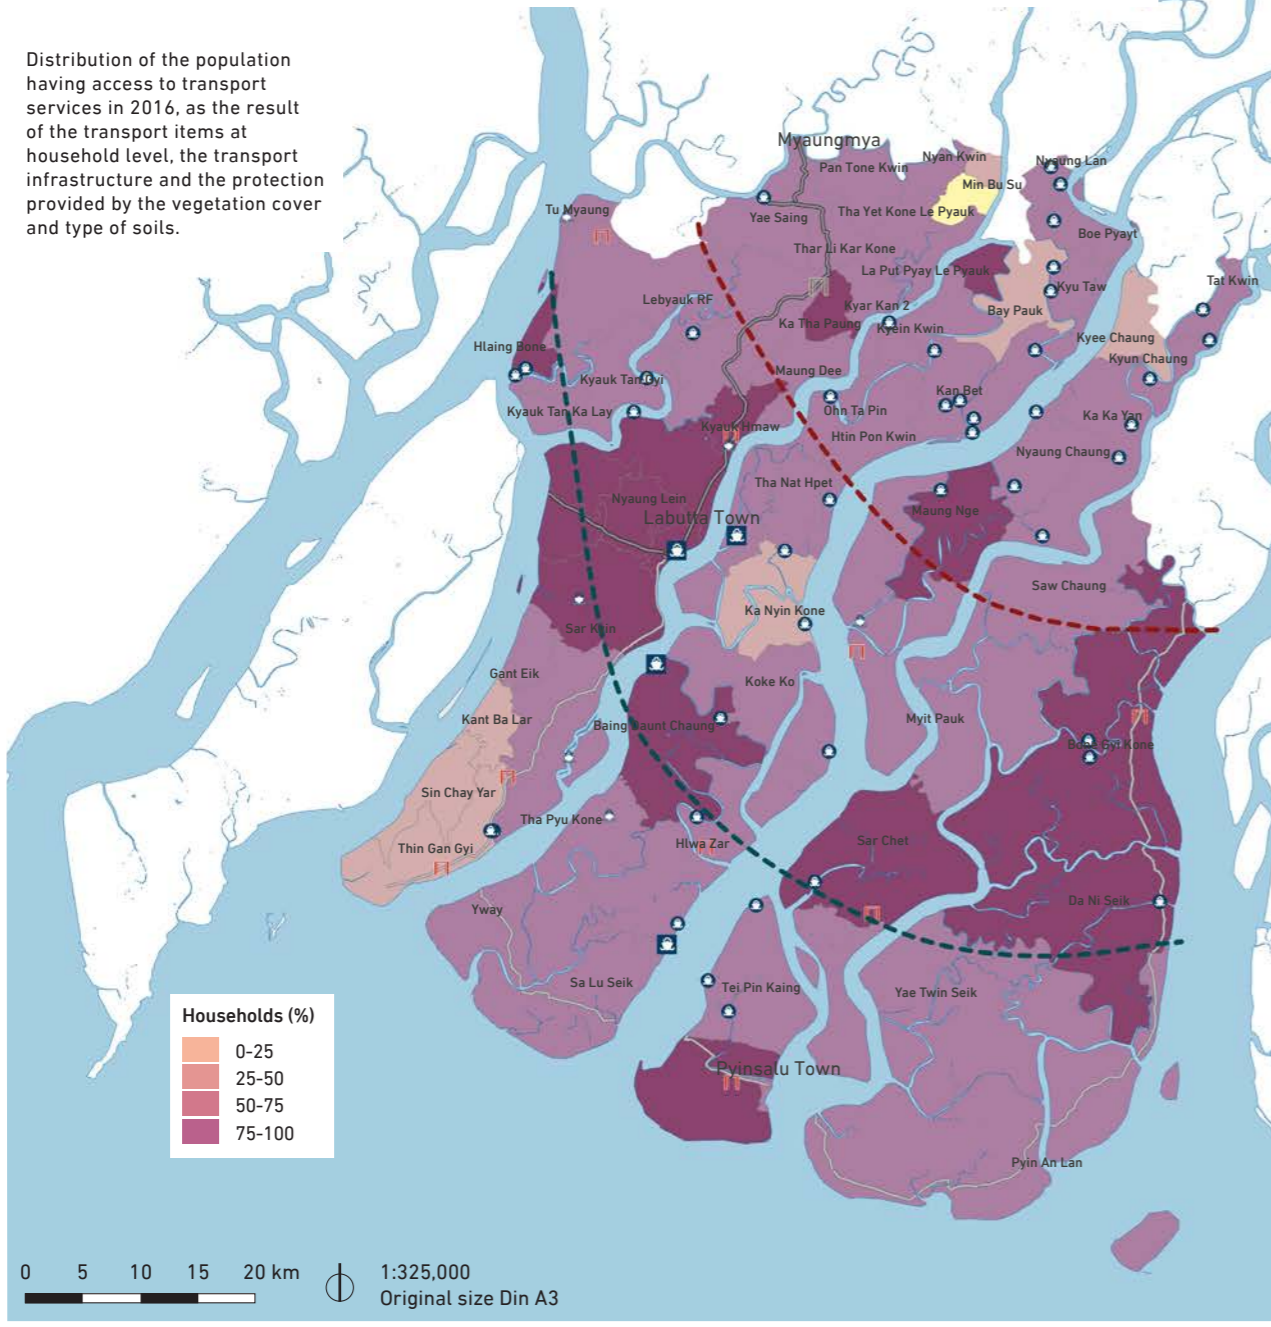 Distribution of the population
having access to transport
services in 2016, as the result
of the transport items at
household level, the transport
infrastructure and the protection
provided by the vegetation cover
and type of soils.
Myaungmya
Pan Tone Kwin
Nyan Kwin
Nyaung Lan
Min Bu Su
Tu Myaung
Yae Saing
Tha Yet Kone Le Pyauk
Boe Pyayt
Thar Li Kar Kone
La Put Pyay Le Pyauk
Tat Kwin
Lebyauk RF
Kyar Kan 2
Kyu Taw
Bay Pauk
Ka Tha Paung
Kyein Kwin
Kyee Chaung
Hlaing Bone
Kyun Chaung
Maung Dee
Kyauk Tan Gyi
Kan Bet
Kyauk Tan Ka Lay
Ohn Ta Pin
Ka Ka Yan
Kyauk Hmaw
Htin Pon Kwin
Nyaung Chaung
Tha Nat Hpet
Nyaung Lein
Maung Nge
Labutta Town
Saw Chaung
Ka Nyin Kone
Sar Kyin
Gant Eik
Koke Ko
Kant Ba Lar
Myit Pauk
Baing Daunt Chaung
Bone Gyi Kone
Sin Chay Yar
Tha Pyu Kone
Thin Gan Gyi
Hlwa Zar
Sar Chet
Yway
Da Ni Seik
Sa Lu Seik
Tei Pin Kaing
Yae Twin Seik
Pyinsalu Town
Pyin An Lan
Households (%)
0-25
25-50
50-75
75-100
0 5 10 15 20 km
1:325,000
Original size Din A3